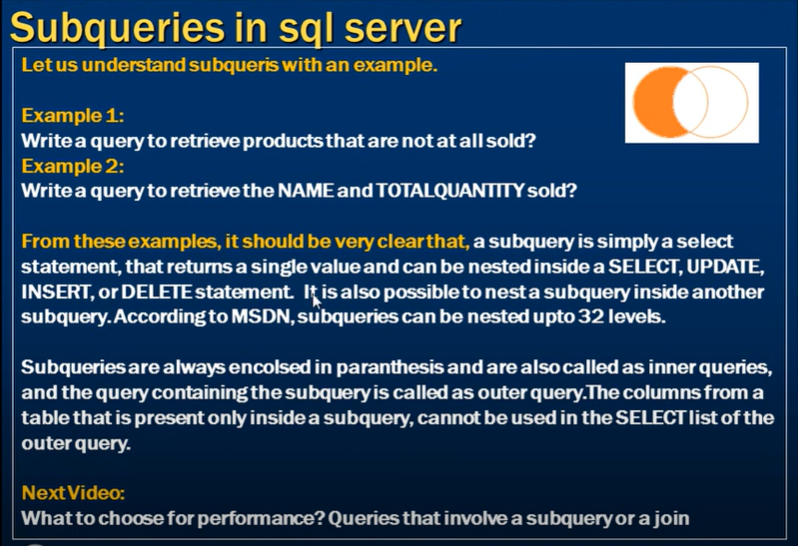 Subqueries in sql server
Let us understand subqueris with an example.
Example 1:
Write a query to retrieve products that are not at all sold?
Example 2:
Write a query to retrieve the NAME and TOTALQUANTITY sold?
From these examples, it should be very clear that, a subquery is simply a select
statement, that returns a single value and can be nested inside a SELECT, UPDATE,
INSERT, or DELETE statement. It is also possible to nest a subquery inside another
subquery. According to MSDN, subqueries can be nested upto 32 levels.
Subqueries are always encolsed in paranthesis and are also called as inner queries,
and the query containing the subquery is called as outer query.The columns from a
table that is present only inside a subquery, cannot be used in the SELECT list of the
outer query.
Next Video:
What to choose for performance? Queries that involve a subquery or a join